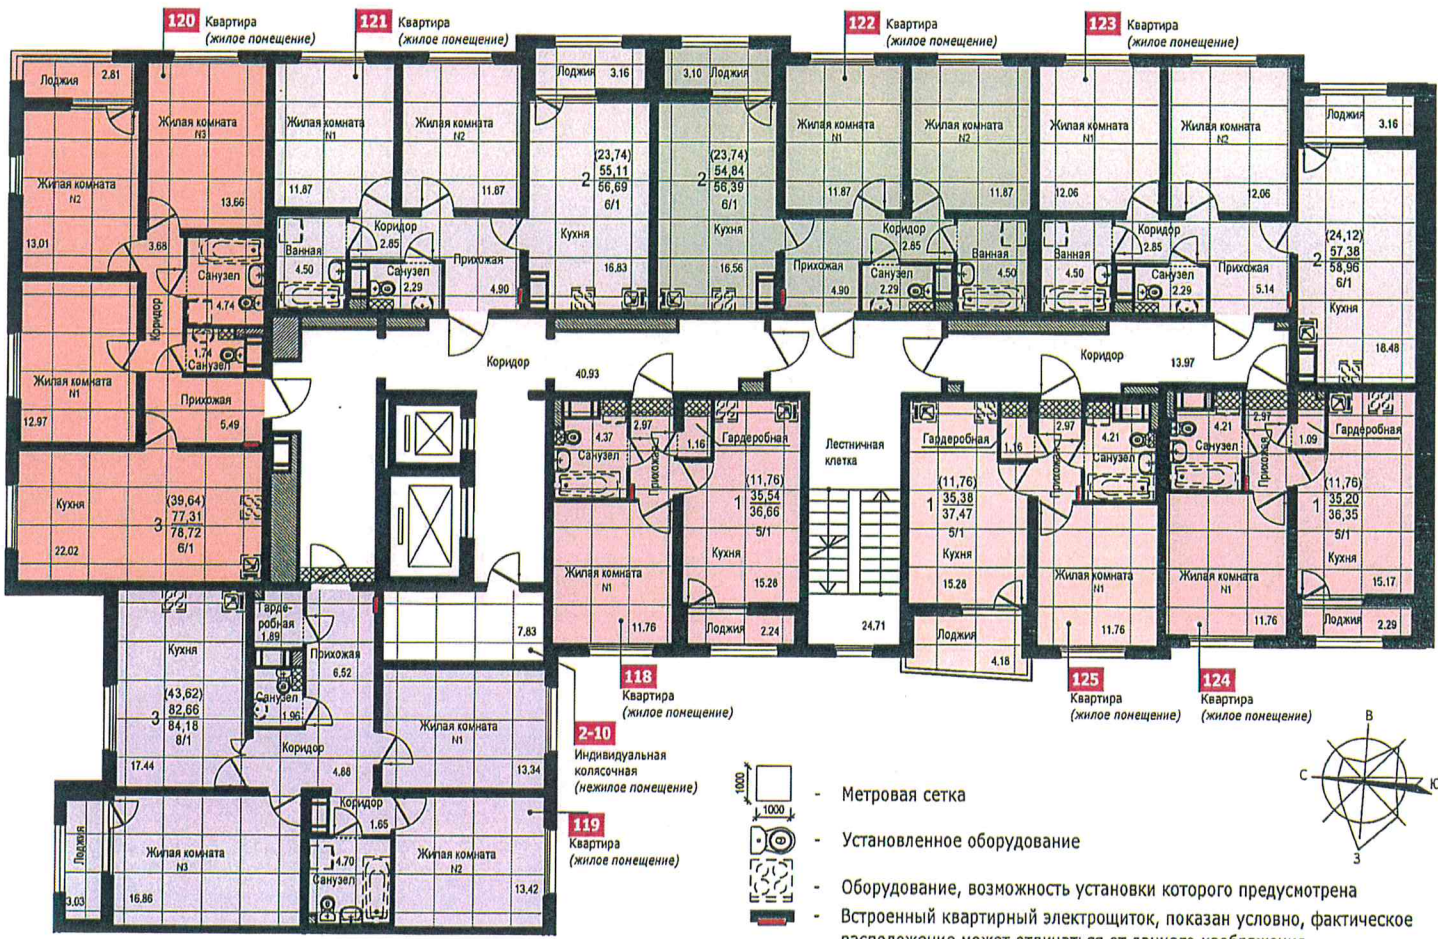 120 Квартира
(жилое помещение)
121 Квартира
(жилое помещение)
122 Квартира
(жилое помещение)
123 Квартира
(жилое помещение)
Лоджия 2.81
Жилая комната
N3
13.66
Жилая комната
N2
13.01
3.68
Санузел
4.74
Коридор
1.74
Санузел
Жилая комната
N1
12.97
Прихожая
5.49
Кухня
(39,64)
3 77,31
78,72
6/1
22.02
Жилая комната
N1
11.87
Жилая комната
N2
11.87
Лоджия 3.16
(23,74)
2 55,11
56,69
6/1
Кухня
16.83
Ванная
4.50
Коридор
2.85
Санузел
2.29
Прихожая
4.90
3.10 Лоджия
(23,74)
2 54,84
56,39
6/1
Кухня
16.56
Жилая комната
N1
11.87
Жилая комната
N2
11.87
Прихожая
4.90
Коридор
2.85
Санузел
2.29
Ванная
4.50
Жилая комната
N1
12.06
Жилая комната
N2
12.06
Лоджия
3.16
Ванная
4.50
Коридор
2.85
Санузел
2.29
Прихожая
5.14
(24,12)
2 57,38
58,96
6/1
Кухня
18.48
Коридор
40.93
Коридор
13.97
4.37
Санузел
2.97
Прихожая
1.16
Гардеробная
(11,76)
1 35,54
36,66
5/1
Кухня
15.28
Жилая комната
N1
11.76
Лоджия 2.24
Лестничная
клетка
24.71
Гардеробная
1.16
2.97
Прихожая
4.21
Санузел
(11,76)
1 35,38
37,47
5/1
Кухня
15.28
Жилая комната
N1
11.76
Лоджия
4.18
4.21
Санузел
2.97
Прихожая
1.09
Гардеробная
(11,76)
1 35,20
36,35
5/1
Кухня
15.17
Жилая комната
N1
11.76
Лоджия 2.29
Гарде-
робная
1.89
Прихожая
6.52
Кухня
(43,62)
3 82,66
84,18
8/1
17.44
Санузел
1.96
Коридор
4.88
7.83
Жилая комната
N1
13.34
Коридор
1.65
Жилая комната
N2
13.42
4.70
Санузел
Жилая комната
N3
16.86
Лоджия
3.03
118
Квартира
(жилое помещение)
2-10
Индивидуальная
колясочная
(нежилое помещение)
119
Квартира
(жилое помещение)
125
Квартира
(жилое помещение)
124
Квартира
(жилое помещение)
В
С
Ю
З
1000
1000
- Метровая сетка
- Установленное оборудование
- Оборудование, возможность установки которого предусмотрена
- Встроенный квартирный электрощиток, показан условно, фактическое